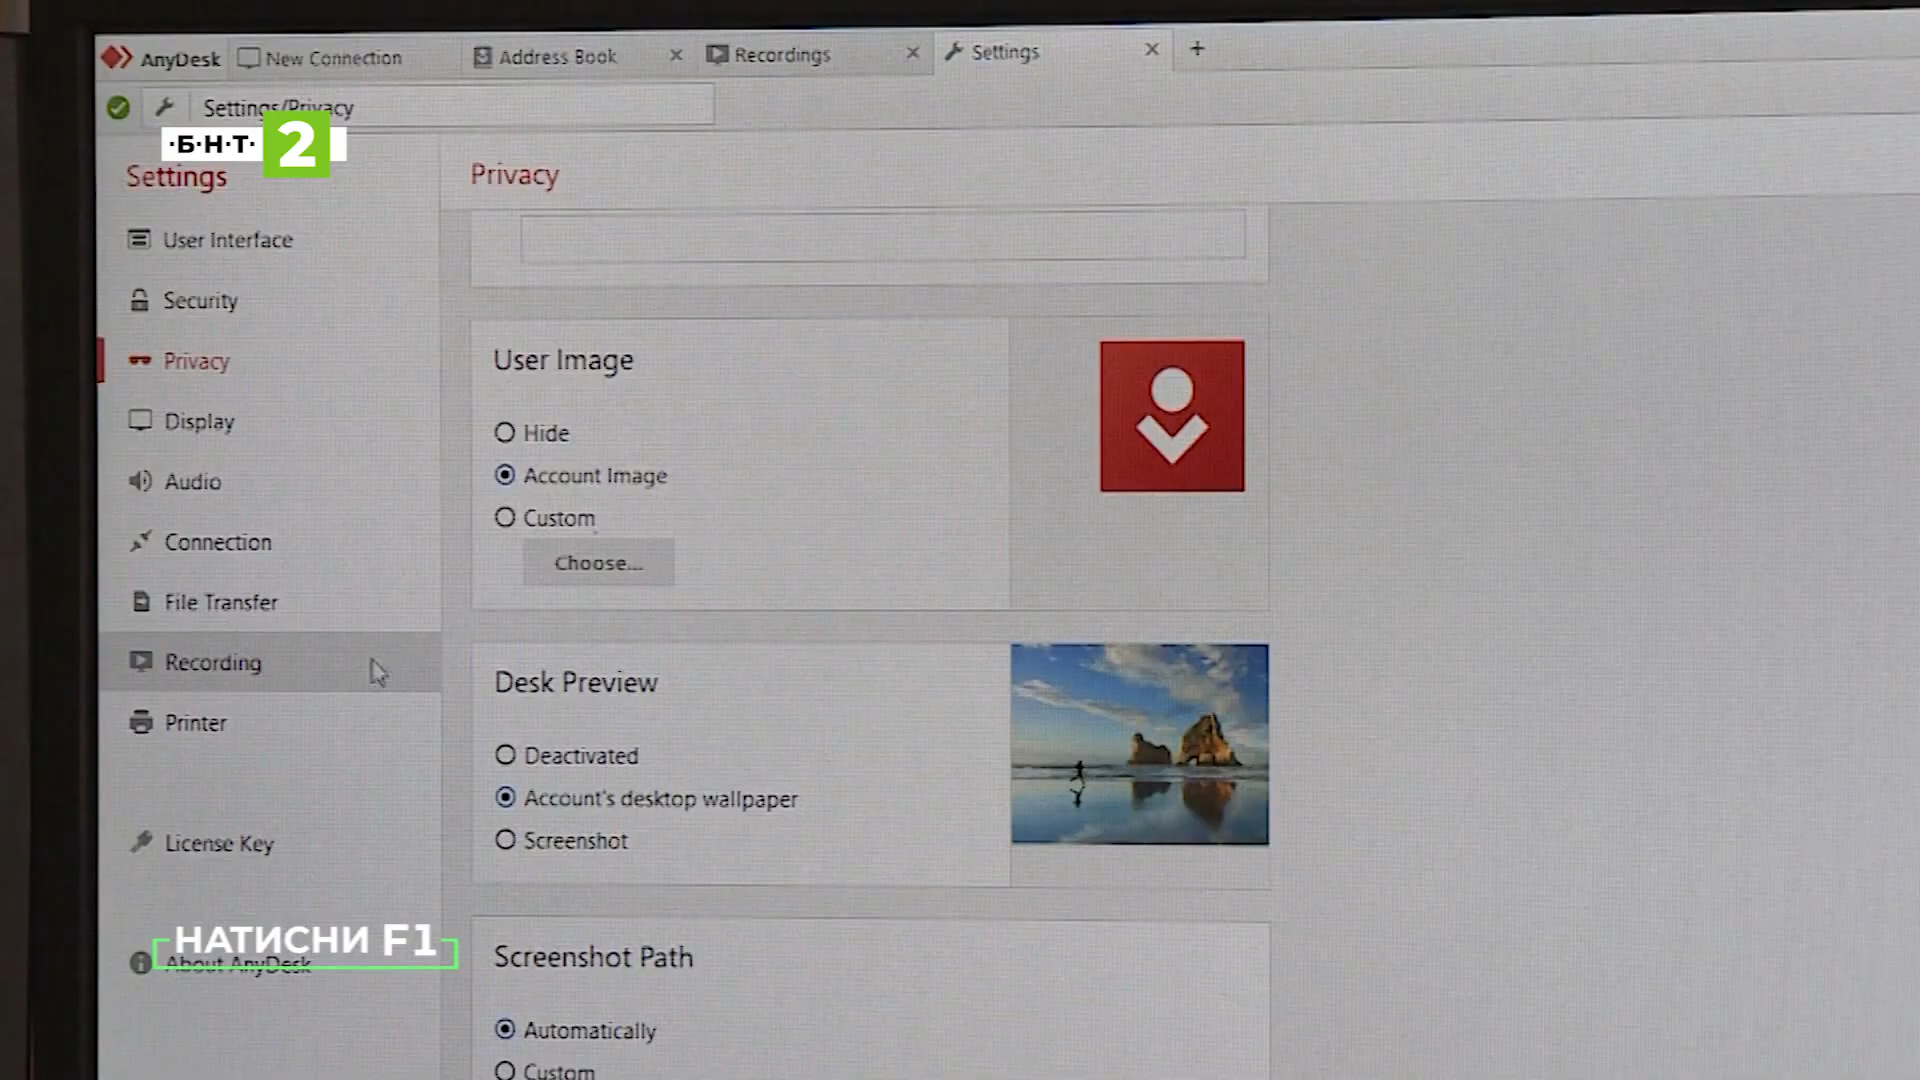 AnyDesk
New Connection
Address Book
Recordings
Settings
Settings/Privacy
·Б·Н·Т· 2
Settings
Privacy
User Interface
Security
Privacy
Display
Audio
Connection
File Transfer
Recording
Printer
License Key
About AnyDesk
НАТИСНИ F1
User Image
Hide
Account Image
Custom
Choose...
Desk Preview
Deactivated
Account's desktop wallpaper
Screenshot
Screenshot Path
Automatically
Custom